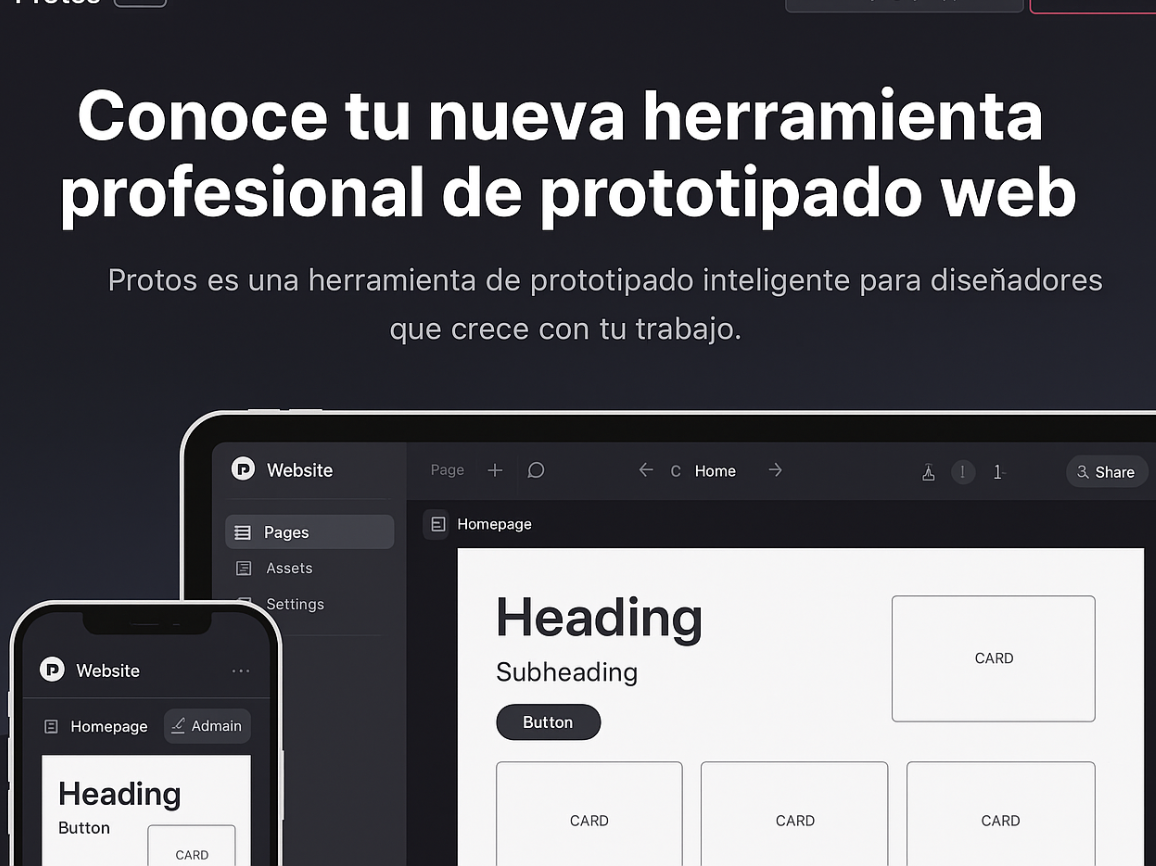 Protos
Conoce tu nueva herramienta
profesional de prototipado web
Protos es una herramienta de prototipado inteligente para diseñadores
que crece con tu trabajo.
Website
Page
C Home
Share
Pages
Homepage
Assets
Settings
Heading
Subheading
Button
CARD
CARD
CARD
CARD
Website
Homepage
Admain
Heading
Button
CARD